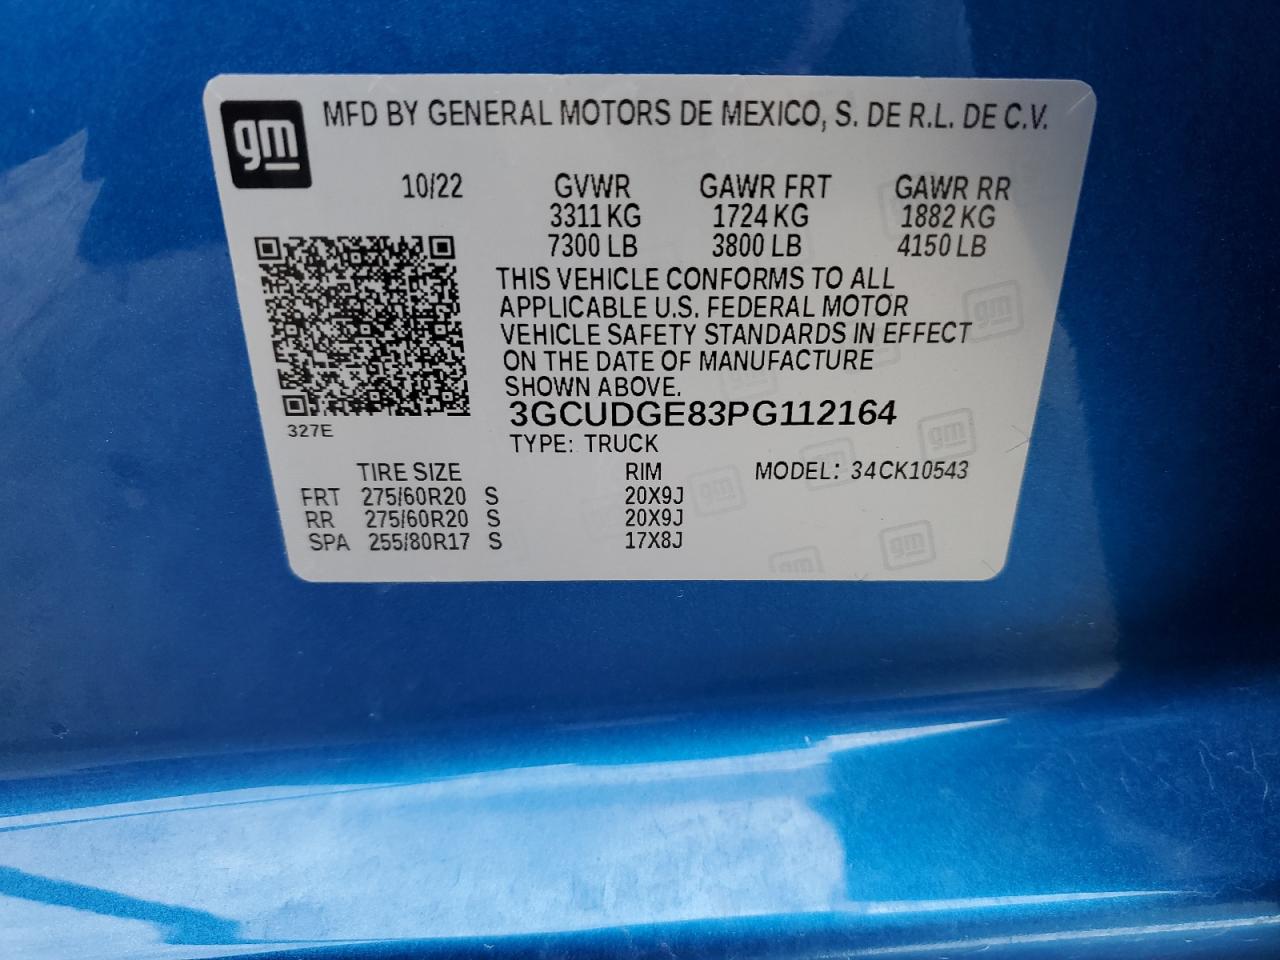 gm MFD BY GENERAL MOTORS DE MEXICO, S. DE R.L. DE C.V.
10/22 GVWR GAWR FRT GAWR RR
3311 KG 1724 KG 1882 KG
7300 LB 3800 LB 4150 LB
THIS VEHICLE CONFORMS TO ALL
APPLICABLE U.S. FEDERAL MOTOR
VEHICLE SAFETY STANDARDS IN EFFECT
ON THE DATE OF MANUFACTURE
SHOWN ABOVE.
3GCUDGE83PG112164
327E
TYPE: TRUCK
TIRE SIZE RIM MODEL: 34CK10543
FRT 275/60R20 S 20X9J
RR 275/60R20 S 20X9J
SPA 255/80R17 S 17X8J